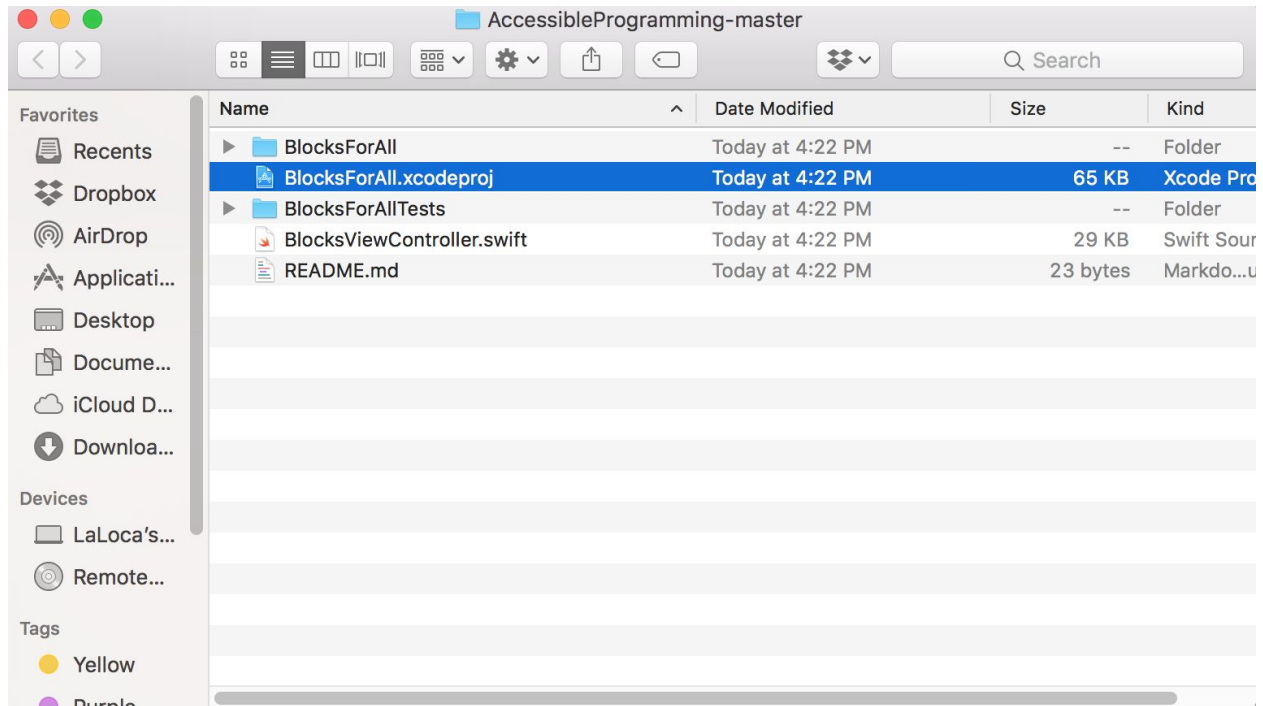 AccessibleProgramming-master
Search
Favorites
Recents
Dropbox
AirDrop
Applicati...
Desktop
Docume...
iCloud D...
Downloa...
Devices
LaLoca's...
Remote...
Tags
Yellow
Purple
Name Date Modified Size Kind
BlocksForAll Today at 4:22 PM -- Folder
BlocksForAll.xcodeproj Today at 4:22 PM 65 KB Xcode Pro
BlocksForAllTests Today at 4:22 PM -- Folder
BlocksViewController.swift Today at 4:22 PM 29 KB Swift Sour
README.md Today at 4:22 PM 23 bytes Markdo...u